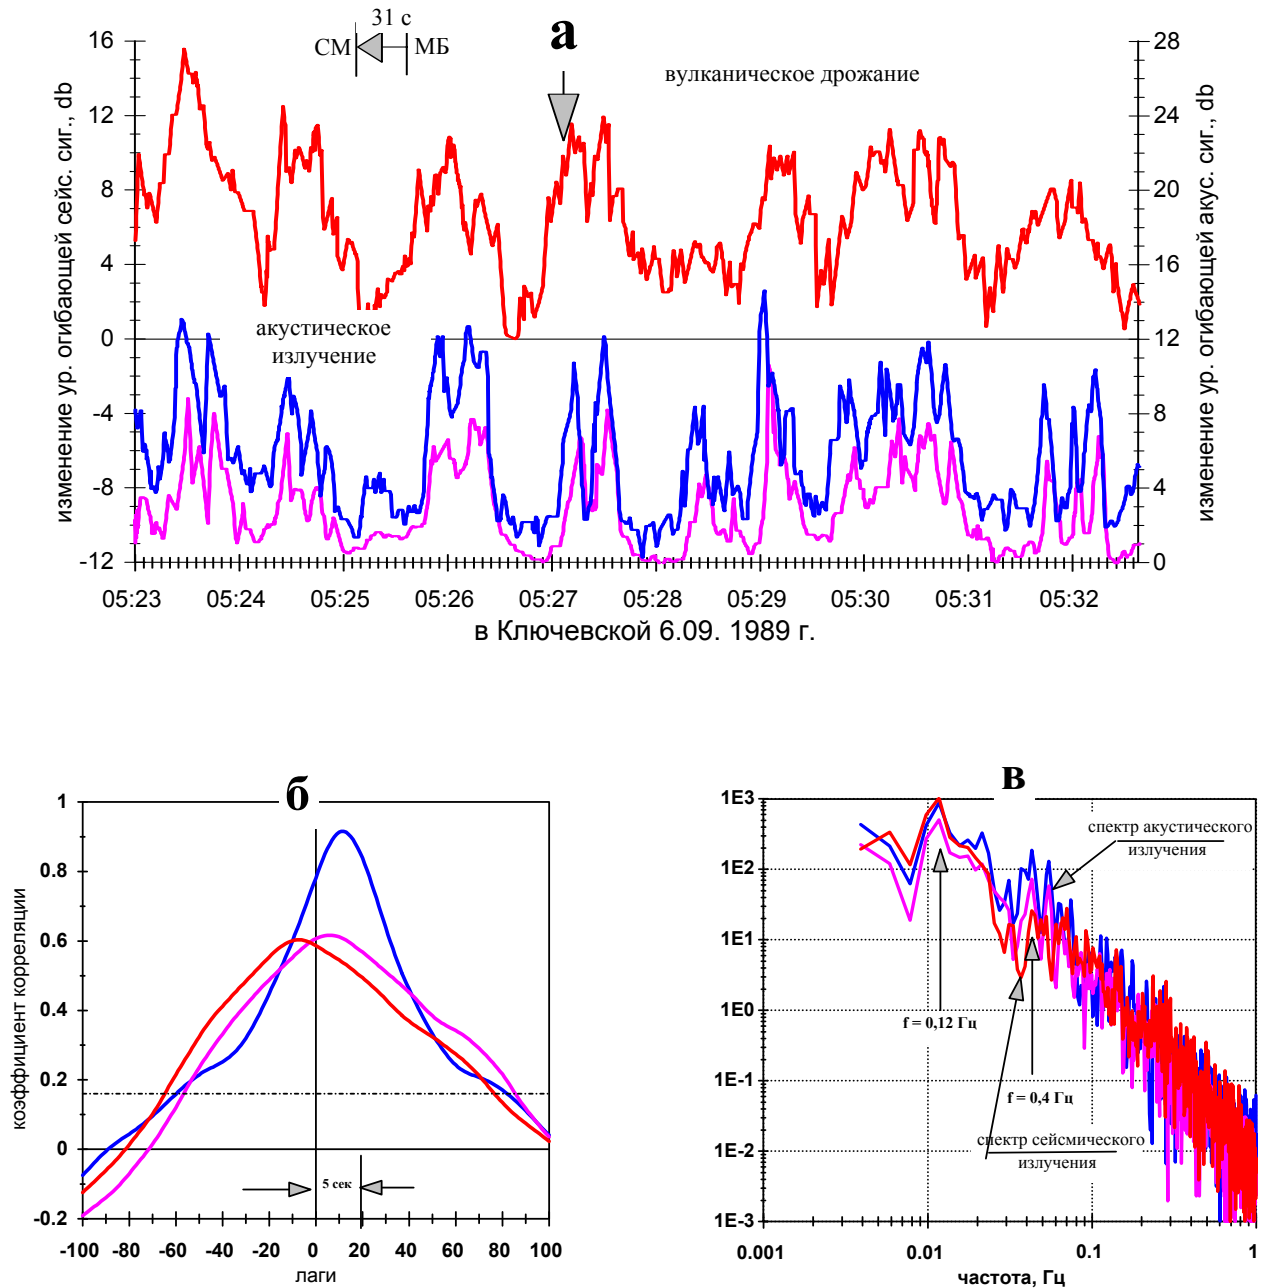 31 с
СМ
МБ
а
вулканическое дрожание
изменение ур. огибающей сейс. сиг., db
16
12
8
4
0
-4
-8
-12
изменение ур. огибающей акус. сиг., db
28
24
20
16
12
8
4
0
акустическое
излучение
05:23 05:24 05:25 05:26 05:27 05:28 05:29 05:30 05:31 05:32
в Ключевской 6.09. 1989 г.
б
коэффициент корреляции
1
0.8
0.6
0.4
0.2
0
-0.2
5 сек
-100 -80 -60 -40 -20 0 20 40 60 80 100
лаги
в
1E3
1E2
1E1
1E0
1E-1
1E-2
1E-3
спектр акустического
излучения
f = 0,12 Гц
f = 0,4 Гц
спектр сейсмического
излучения
0.001 0.01 0.1 1
частота, Гц